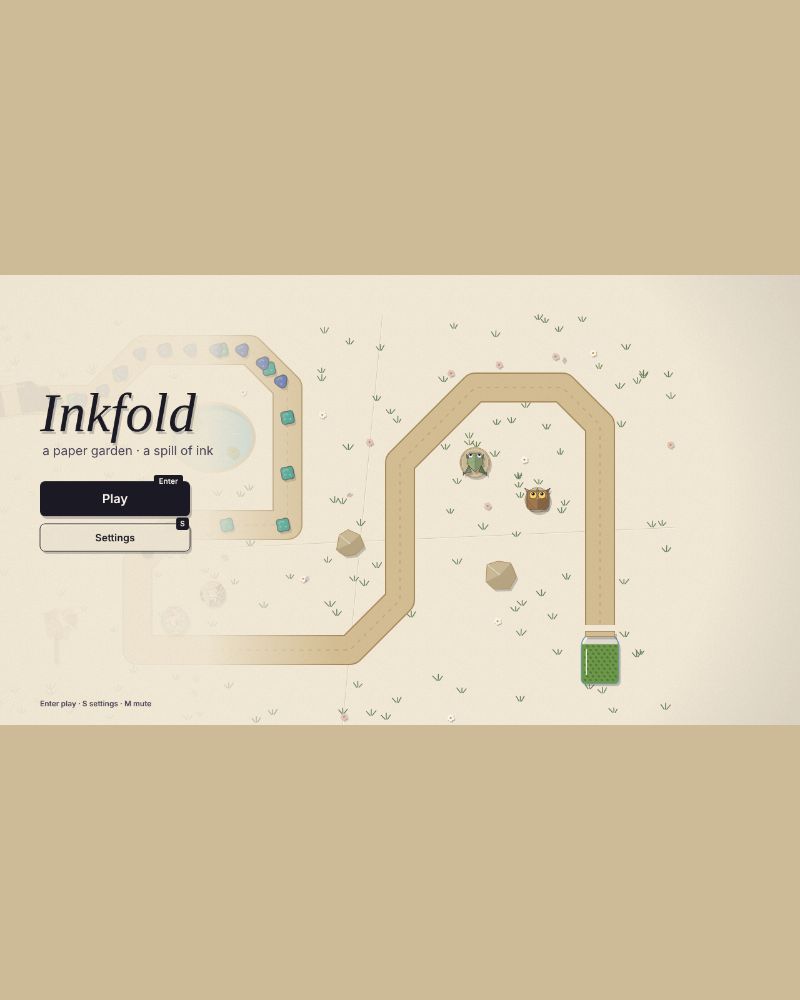 Inkfold
a paper garden · a spill of ink
Enter
Play
S
Settings
Enter play · S settings · M mute